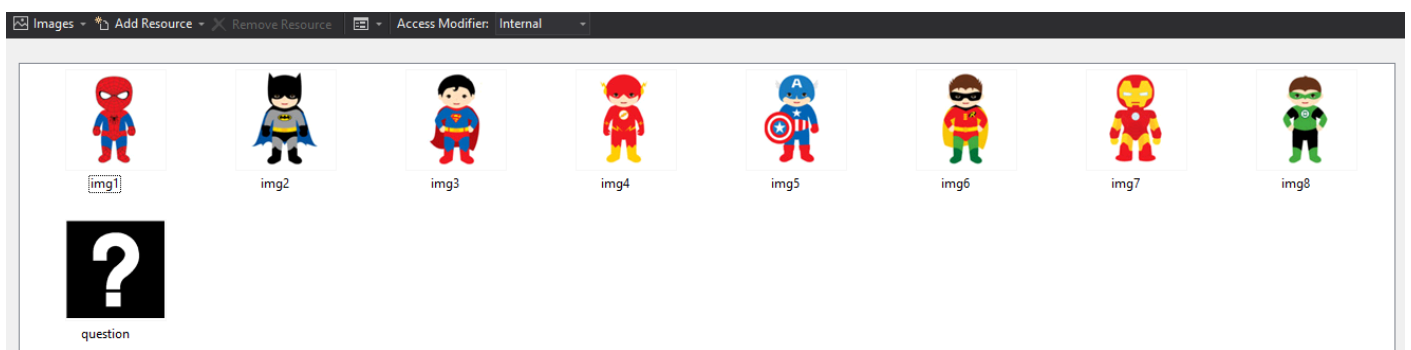 Images Add Resource Remove Resource Access Modifier: Internal
img1 img2 img3 img4 img5 img6 img7 img8
?
question